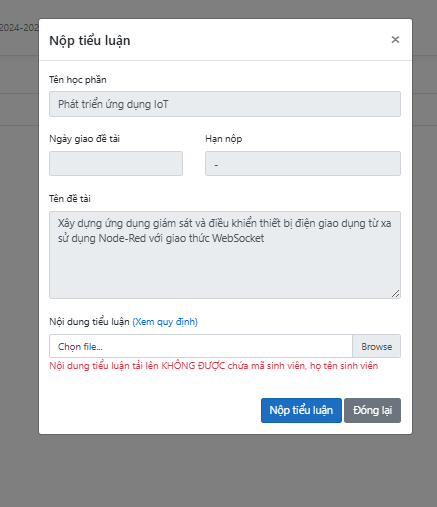 2024-202
Nộp tiểu luận
×
Tên học phần
Phát triển ứng dụng IoT
Ngày giao đề tài
Hạn nộp
-
Tên đề tài
Xây dựng ứng dụng giám sát và điều khiển thiết bị điện giao dụng từ xa
sử dụng Node-Red với giao thức WebSocket
Nội dung tiểu luận (Xem quy định)
Chọn file... Browse
Nội dung tiểu luận tải lên KHÔNG ĐƯỢC chứa mã sinh viên, họ tên sinh viên
Nộp tiểu luận Đóng lại